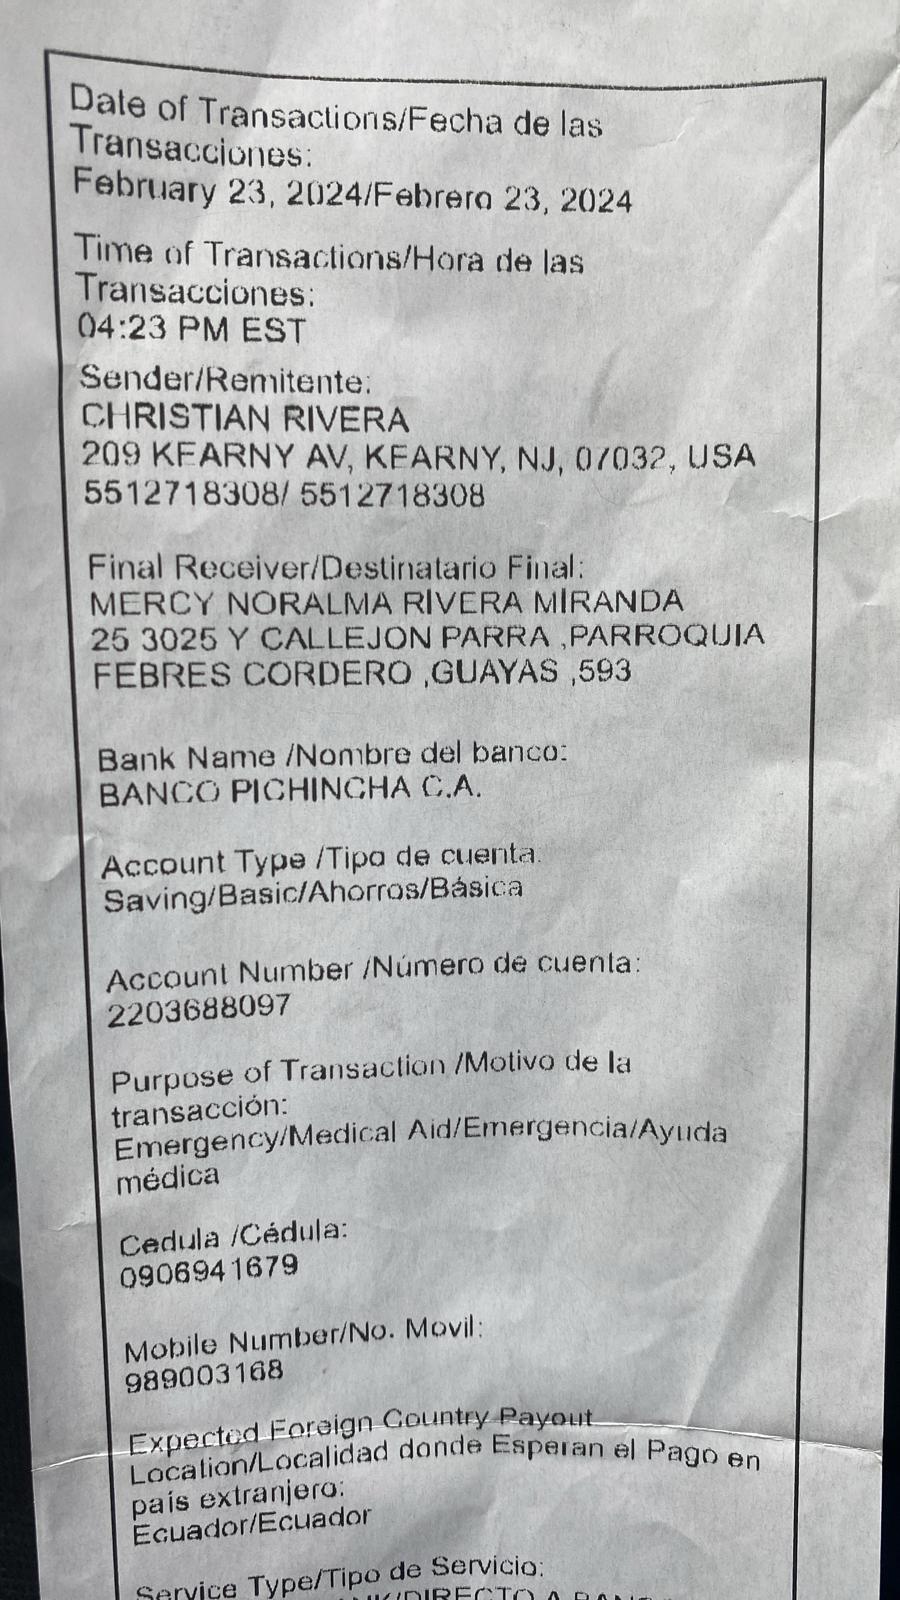 Date of Transactions/Fecha de las
Transacciones:
February 23, 2024/Febrero 23, 2024
Time of Transactions/Hora de las
Transacciones:
04:23 PM EST
Sender/Remitente:
CHRISTIAN RIVERA
209 KEARNY AV, KEARNY, NJ, 07032, USA
5512718308/ 5512718308
Final Receiver/Destinatario Final:
MERCY NORALMA RIVERA MIRANDA
25 3025 Y CALLEJON PARRA ,PARROQUIA
FEBRES CORDERO ,GUAYAS ,593
Bank Name /Nombre del banco:
BANCO PICHINCHA C.A.
Account Type /Tipo de cuenta:
Saving/Basic/Ahorros/Básica
Account Number /Número de cuenta:
2203688097
Purpose of Transaction /Motivo de la
transacción:
Emergency/Medical Aid/Emergencia/Ayuda
médica
Cedula /Cédula:
0906941679
Mobile Number/No. Movil:
989003168
Expected Foreign Country Payout
Location/Localidad donde Esperan el Pago en
país extranjero:
Ecuador/Ecuador
Service Type/Tipo de Servicio: